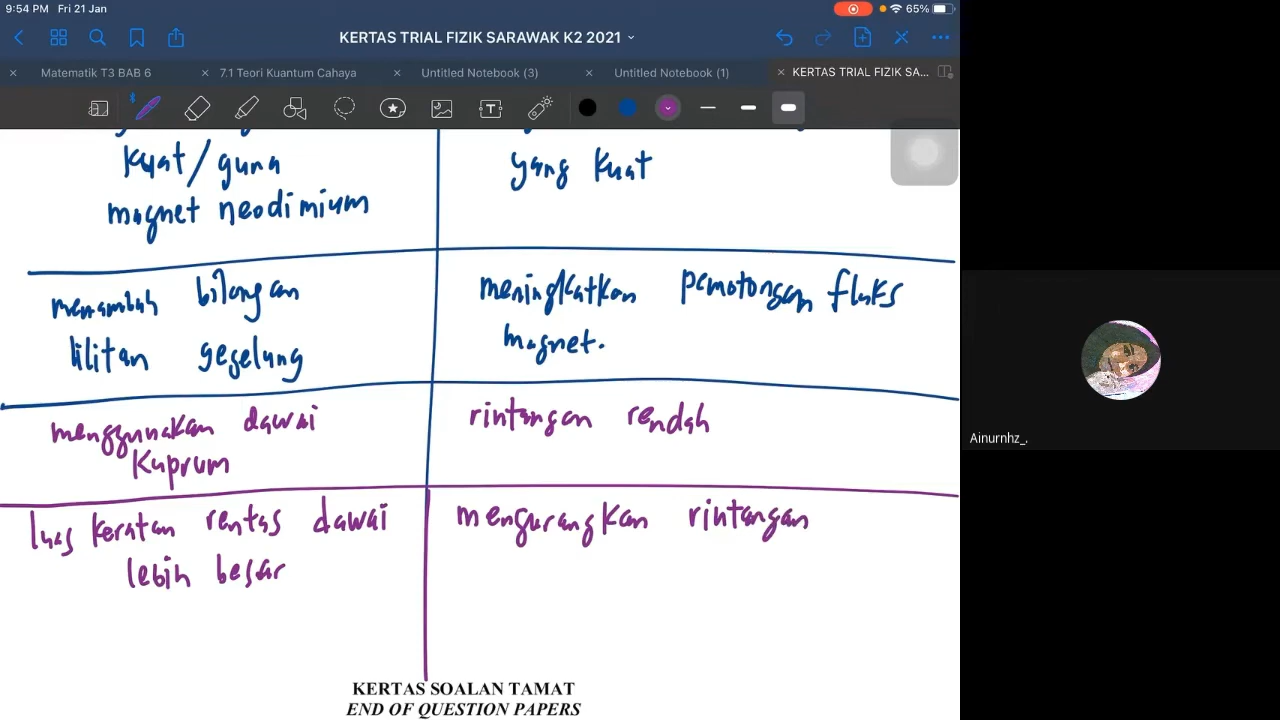 9:54 PM Fri 21 Jan
65%
KERTAS TRIAL FIZIK SARAWAK K2 2021
Matematik T3 BAB 6
7.1 Teori Kuantum Cahaya
Untitled Notebook (3)
Untitled Notebook (1)
KERTAS TRIAL FIZIK SA...
kuat/guna
magnet neodimium
yang kuat
menambah bilangan
lilitan gegelung
meningkatkan pemotongan fluks
magnet.
menggunakan dawai
kuprum
rintangan rendah
luas keratan rentas dawai
lebih besar
mengurangkan rintangan
KERTAS SOALAN TAMAT
END OF QUESTION PAPERS
Ainurnhz_.